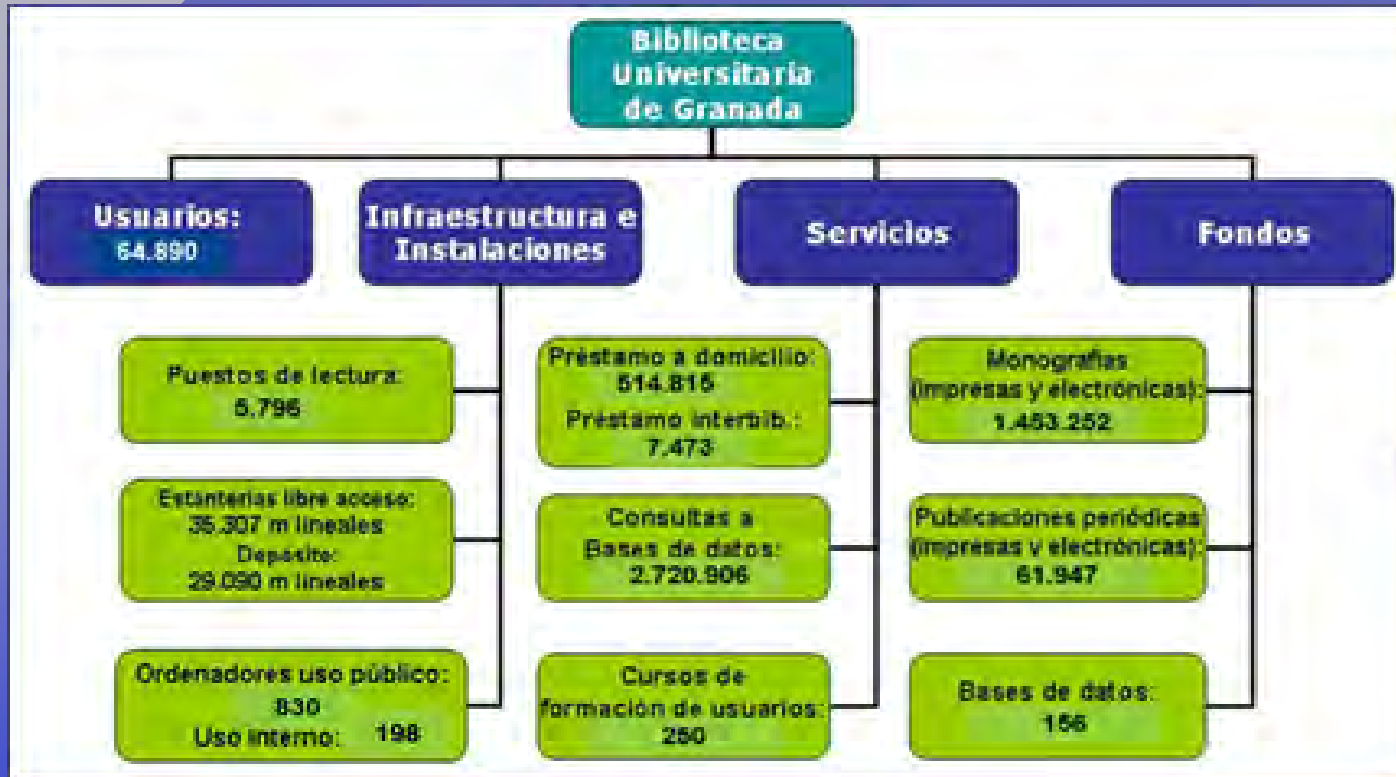 Biblioteca
Universitaria
de Granada
Usuarios:
64.890
Infraestructura e
Instalaciones
Servicios
Fondos
Puestos de lectura:
5.795
Estanterías libre acceso:
35.307 m lineales
Depósito:
29.090 m lineales
Ordenadores uso público:
830
Uso interno: 198
Préstamo a domicilio:
514.815
Préstamo interbib.:
7.473
Consultas a
Bases de datos:
2.720.906
Cursos de
formación de usuarios:
250
Monografías
(impresas y electrónicas):
1.453.252
Publicaciones periódicas
(impresas y electrónicas):
61.947
Bases de datos:
156